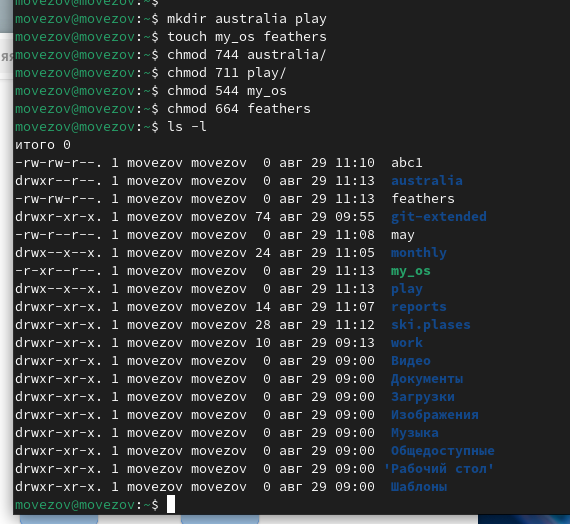 movezov@movezov:~$
movezov@movezov:~$ mkdir australia play
movezov@movezov:~$ touch my_os feathers
movezov@movezov:~$ chmod 744 australia/
movezov@movezov:~$ chmod 711 play/
movezov@movezov:~$ chmod 544 my_os
movezov@movezov:~$ chmod 664 feathers
movezov@movezov:~$ ls -l
итого 0
-rw-rw-r--. 1 movezov movezov  0 авг 29 11:10  abc1
drwxr--r--. 1 movezov movezov  0 авг 29 11:13  australia
-rw-rw-r--. 1 movezov movezov  0 авг 29 11:13  feathers
drwxr-xr-x. 1 movezov movezov 74 авг 29 09:55  git-extended
-rw-r--r--. 1 movezov movezov  0 авг 29 11:08  may
drwx--x--x. 1 movezov movezov 24 авг 29 11:05  monthly
-r-xr--r--. 1 movezov movezov  0 авг 29 11:13  my_os
drwx--x--x. 1 movezov movezov  0 авг 29 11:13  play
drwxr-xr-x. 1 movezov movezov 14 авг 29 11:07  reports
drwxr-xr-x. 1 movezov movezov 28 авг 29 11:12  ski.plases
drwxr-xr-x. 1 movezov movezov 10 авг 29 09:13  work
drwxr-xr-x. 1 movezov movezov  0 авг 29 09:00  Видео
drwxr-xr-x. 1 movezov movezov  0 авг 29 09:00  Документы
drwxr-xr-x. 1 movezov movezov  0 авг 29 09:00  Загрузки
drwxr-xr-x. 1 movezov movezov  0 авг 29 09:00  Изображения
drwxr-xr-x. 1 movezov movezov  0 авг 29 09:00  Музыка
drwxr-xr-x. 1 movezov movezov  0 авг 29 09:00  Общедоступные
drwxr-xr-x. 1 movezov movezov  0 авг 29 09:00 'Рабочий стол'
drwxr-xr-x. 1 movezov movezov  0 авг 29 09:00  Шаблоны
movezov@movezov:~$